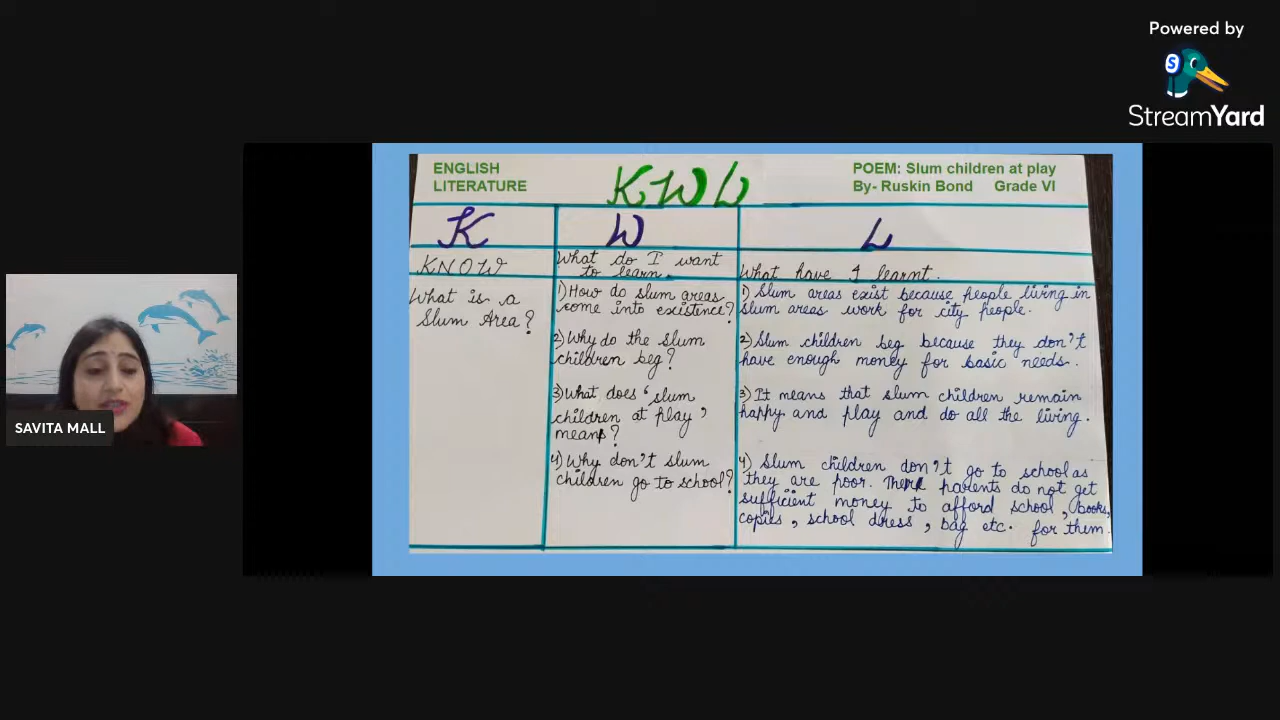 Powered by
StreamYard
ENGLISH
LITERATURE
KWL
POEM: Slum children at play
By- Ruskin Bond Grade VI
K
W
L
KNOW
What do I want
to learn.
What have I learnt.
What is a
Slum Area?
1) How do slum areas
come into existence?
2) Why do the slum
children beg?
3) What does 'slum
children at play'
mean?
4) Why don't slum
children go to school?
1) Slum areas exist because people living in
slum areas work for city people.
2) Slum children beg because they don't
have enough money for basic needs.
3) It means that slum children remain
happy and play and do all the living.
4) Slum children don't go to school as
they are poor. Their parents do not get
sufficient money to afford school, books,
copies, school dress, bag etc. for them.
SAVITA MALL